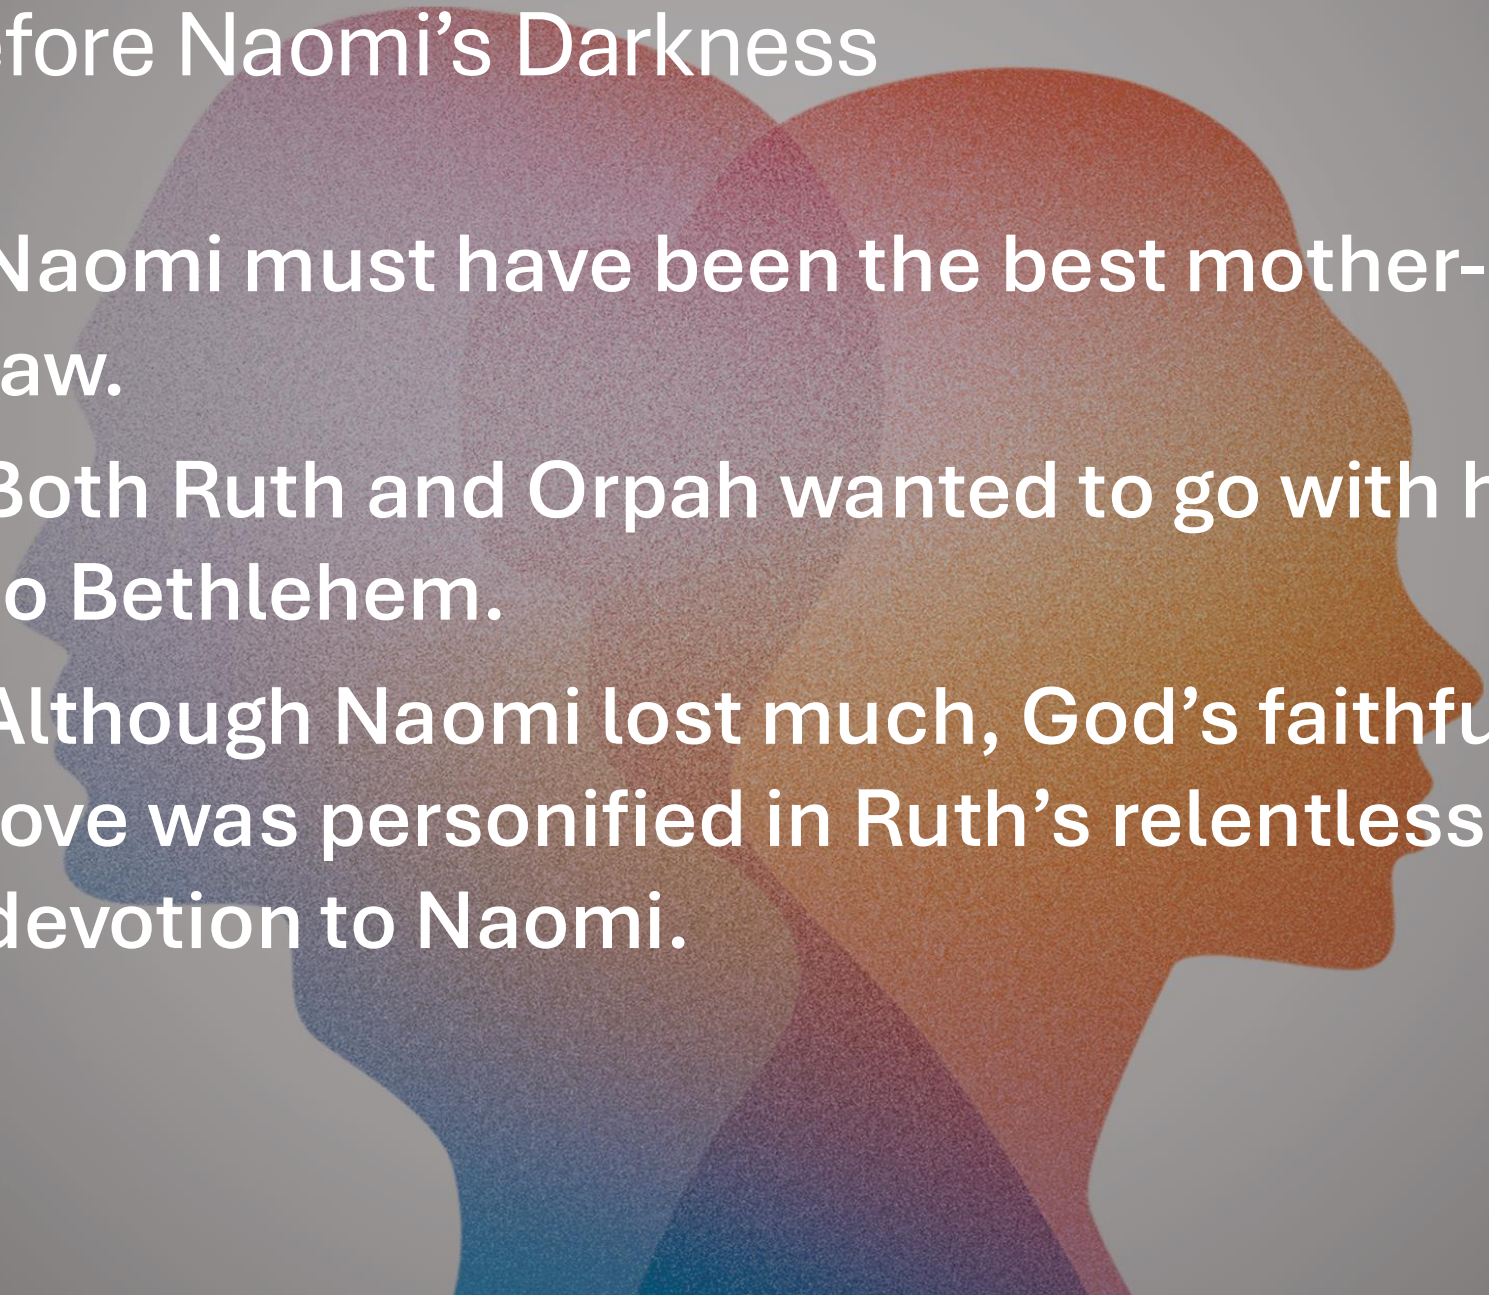 efore Naomi’s Darkness
Naomi must have been the best mother-
aw.
Both Ruth and Orpah wanted to go with h
o Bethlehem.
Although Naomi lost much, God’s faithfu
ove was personified in Ruth’s relentless
devotion to Naomi.